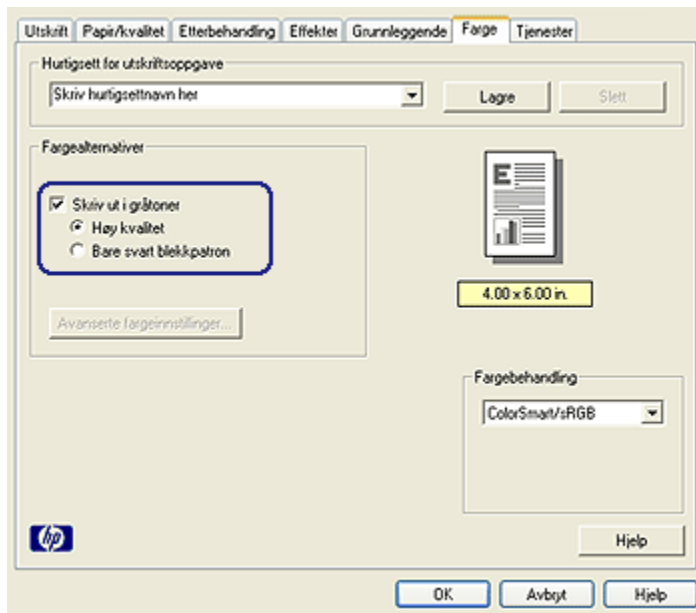 Utskrift Papir/kvalitet Etterbehandling Effekter Grunnleggende Farge Tjenester
Hurtigsett for utskriftsoppgave
Skriv hurtigsettnavn her
Lagre
Slett
Fargealternativer
Skriv ut i gråtoner
Høy kvalitet
Bare svart blekkpatron
Avanserte fargeinnstillinger...
E
4.00 x 6.00 in.
Fargebehandling
ColorSmart/sRGB
hp
Hjelp
OK Avbryt Hjelp